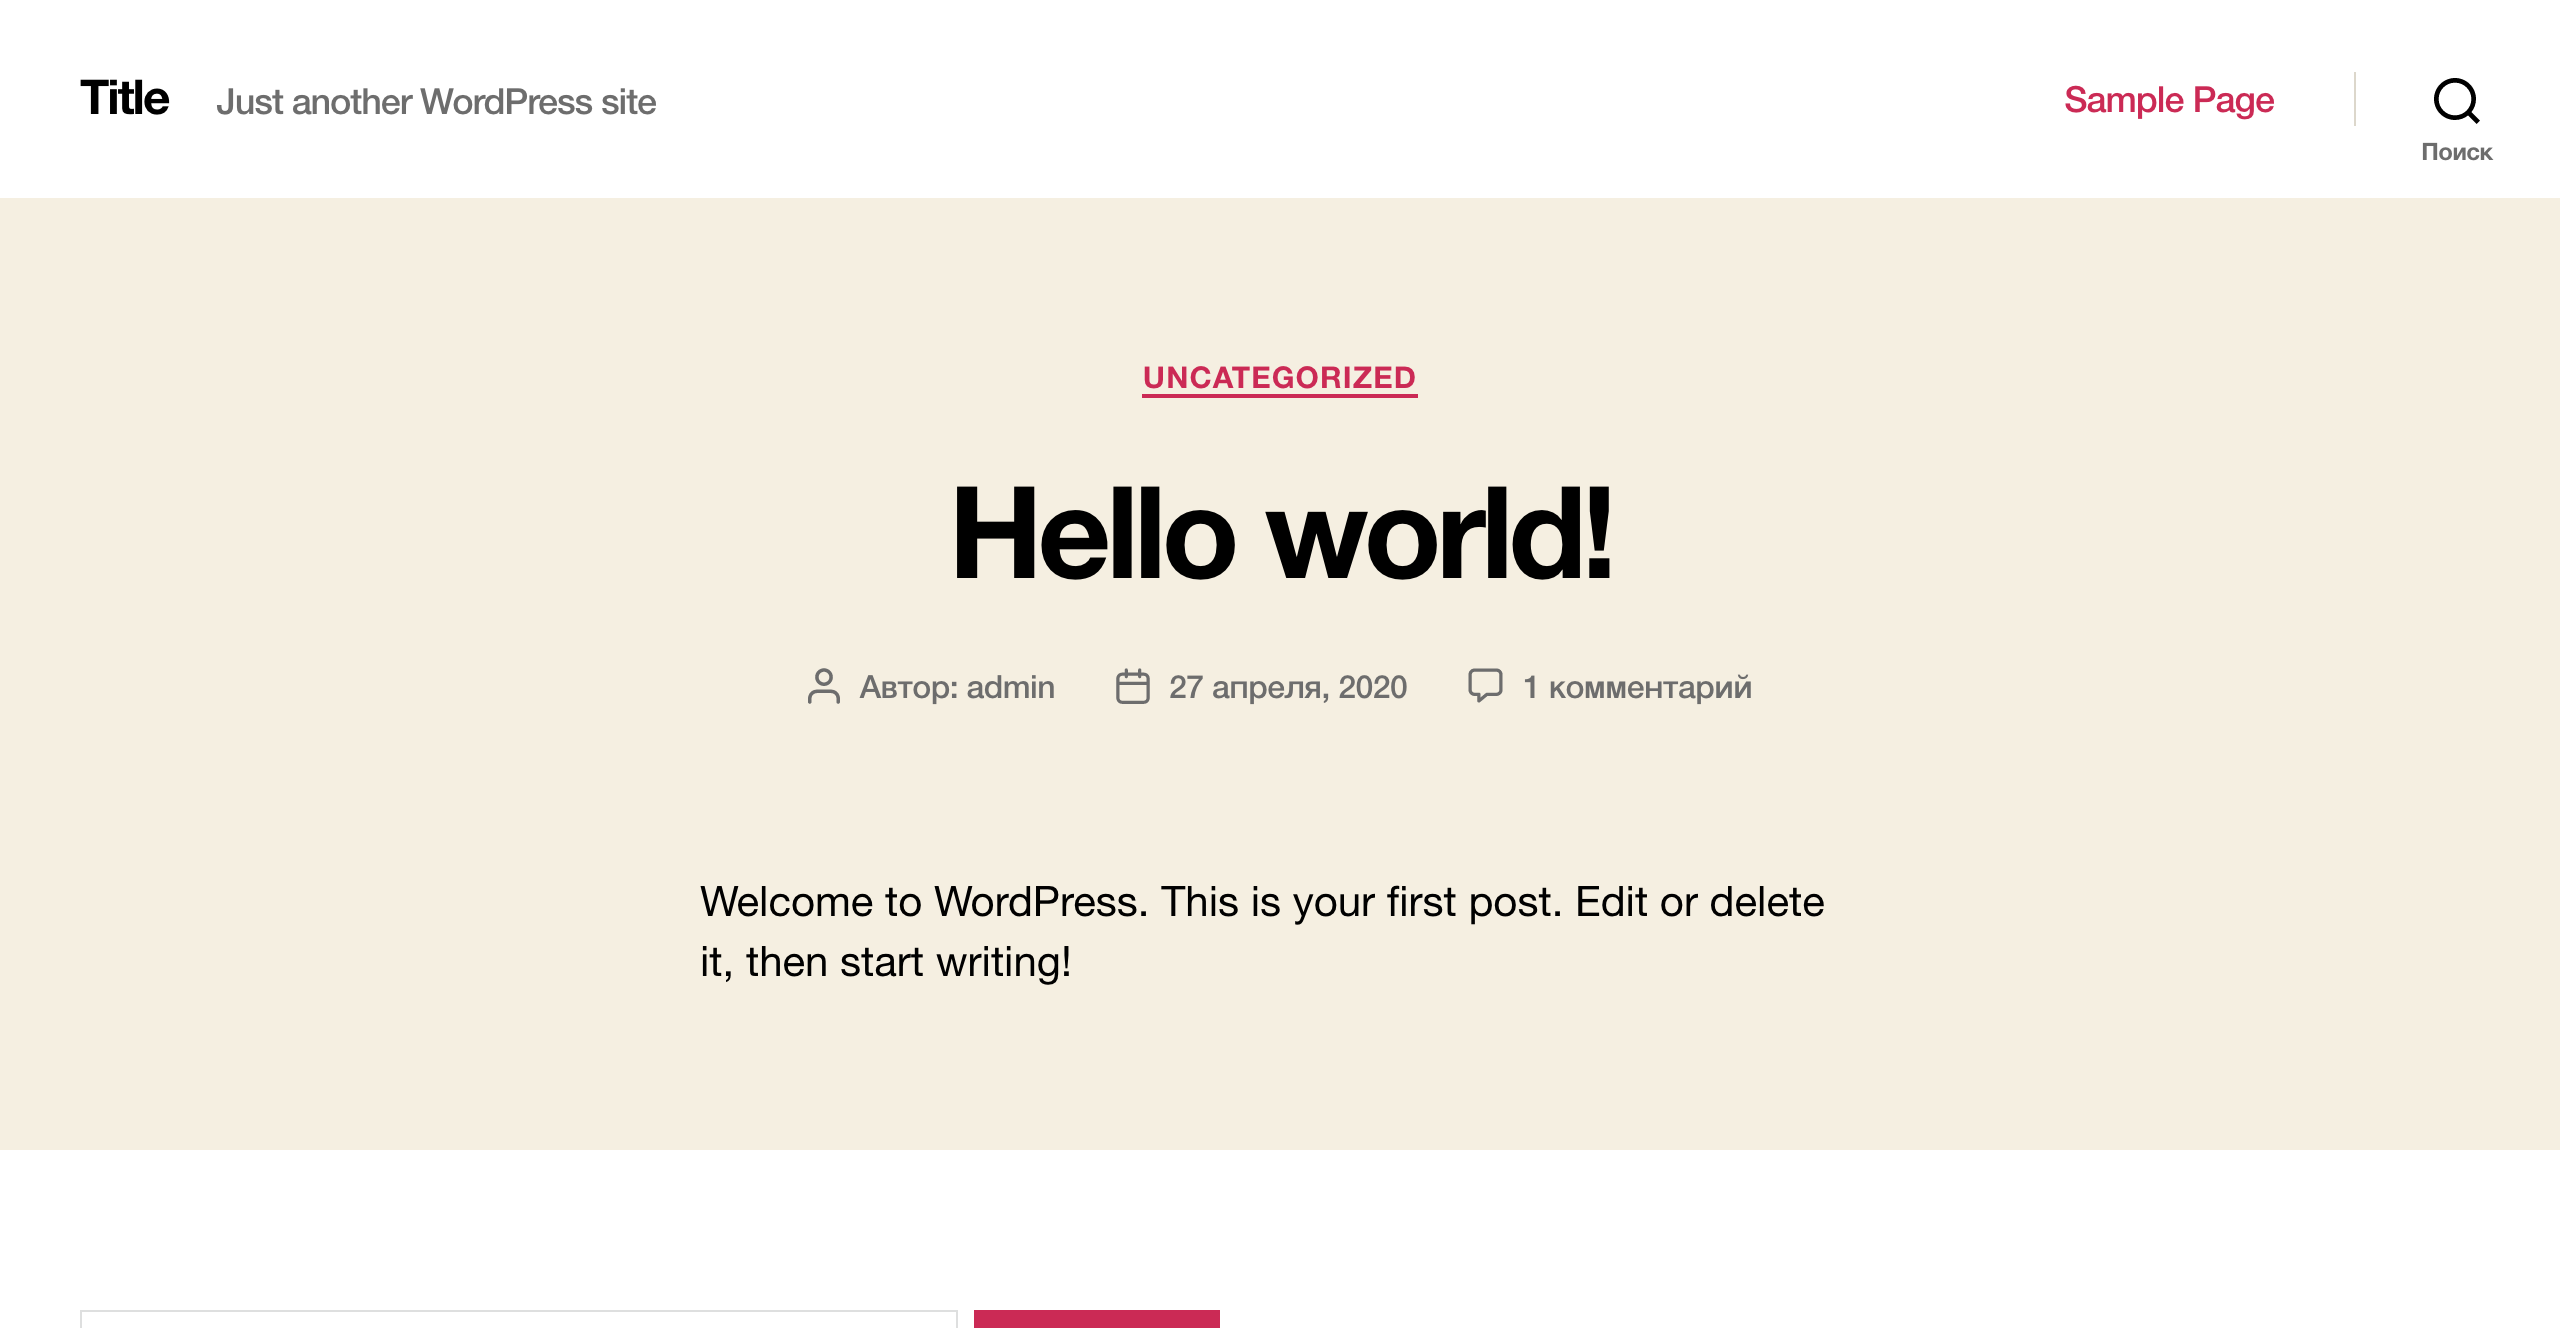 Title Just another WordPress site Sample Page
Поиск
UNCATEGORIZED
Hello world!
Автор: admin 27 апреля, 2020 1 комментарий
Welcome to WordPress. This is your first post. Edit or delete
it, then start writing!